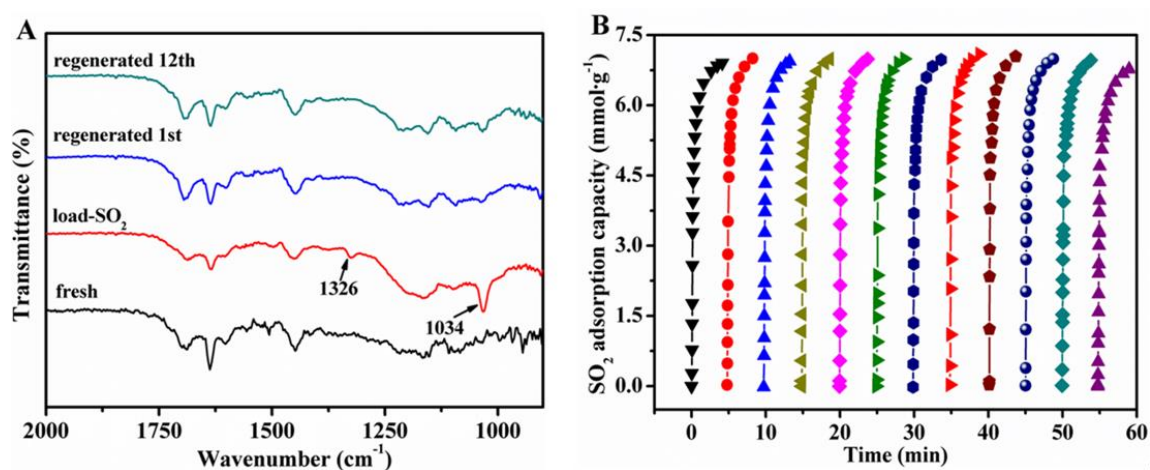 A
regenerated 12th
regenerated 1st
load-SO₂
1326
1034
fresh
Transmittance (%)
2000 1750 1500 1250 1000
Wavenumber (cm⁻¹)
B
SO₂ adsorption capacity (mmol·g⁻¹)
7.5
6.0
4.5
3.0
1.5
0.0
0 10 20 30 40 50 60
Time (min)